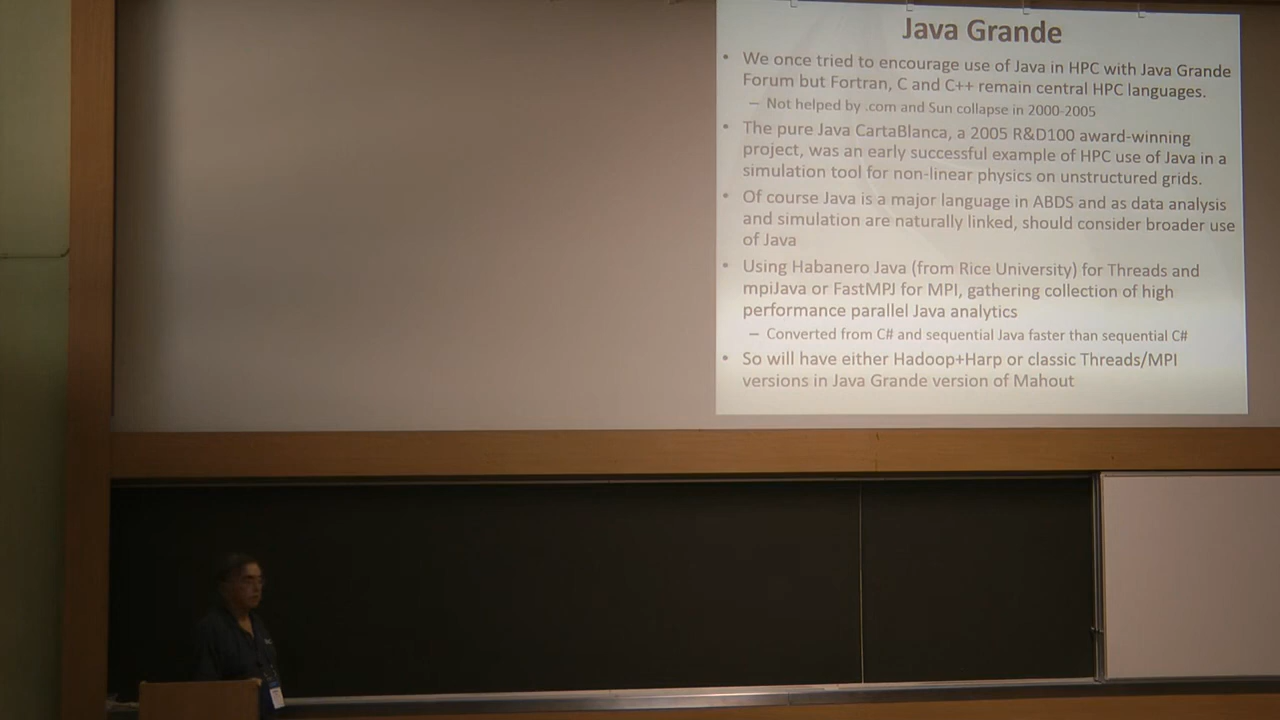 Java Grande
• We once tried to encourage use of Java in HPC with Java Grande
Forum but Fortran, C and C++ remain central HPC languages.
– Not helped by .com and Sun collapse in 2000-2005
• The pure Java CartaBlanca, a 2005 R&D100 award-winning
project, was an early successful example of HPC use of Java in a
simulation tool for non-linear physics on unstructured grids.
• Of course Java is a major language in ABDS and as data analysis
and simulation are naturally linked, should consider broader use
of Java
• Using Habanero Java (from Rice University) for Threads and
mpiJava or FastMPJ for MPI, gathering collection of high
performance parallel Java analytics
– Converted from C# and sequential Java faster than sequential C#
• So will have either Hadoop+Harp or classic Threads/MPI
versions in Java Grande version of Mahout